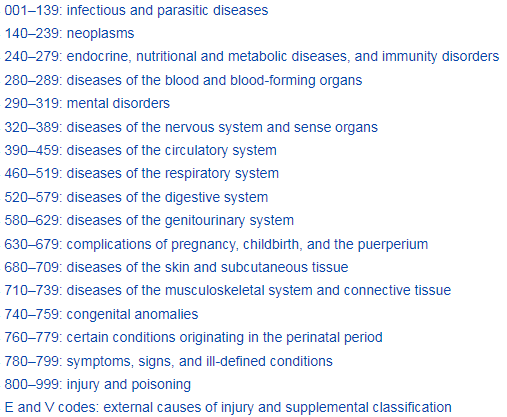 001–139: infectious and parasitic diseases
140–239: neoplasms
240–279: endocrine, nutritional and metabolic diseases, and immunity disorders
280–289: diseases of the blood and blood-forming organs
290–319: mental disorders
320–389: diseases of the nervous system and sense organs
390–459: diseases of the circulatory system
460–519: diseases of the respiratory system
520–579: diseases of the digestive system
580–629: diseases of the genitourinary system
630–679: complications of pregnancy, childbirth, and the puerperium
680–709: diseases of the skin and subcutaneous tissue
710–739: diseases of the musculoskeletal system and connective tissue
740–759: congenital anomalies
760–779: certain conditions originating in the perinatal period
780–799: symptoms, signs, and ill-defined conditions
800–999: injury and poisoning
E and V codes: external causes of injury and supplemental classification